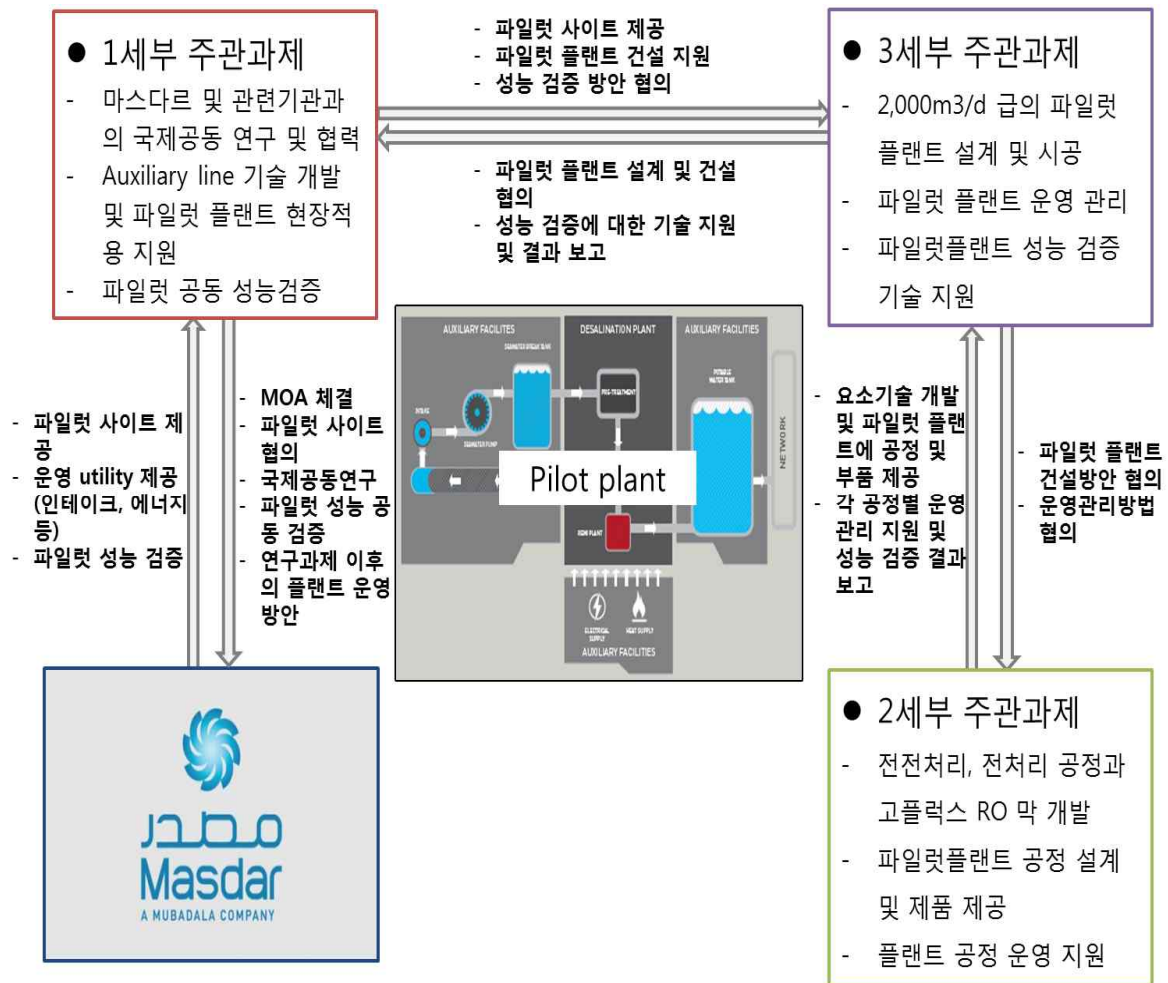 ● 1세부 주관과제
- 마스다르 및 관련기관과
의 국제공동 연구 및 협력
- Auxiliary line 기술 개발
및 파일럿 플랜트 현장적
용 지원
- 파일럿 공동 성능검증
- 파일럿 사이트 제공
- 파일럿 플랜트 건설 지원
- 성능 검증 방안 협의
- 파일럿 플랜트 설계 및 건설
협의
- 성능 검증에 대한 기술 지원
및 결과 보고
● 3세부 주관과제
- 2,000m3/d 급의 파일럿
플랜트 설계 및 시공
- 파일럿 플랜트 운영 관리
- 파일럿플랜트 성능 검증
기술 지원
- 파일럿 사이트 제
공
- 운영 utility 제공
(인테이크, 에너지
등)
- 파일럿 성능 검증
- MOA 체결
- 파일럿 사이트
협의
- 국제공동연구
- 파일럿 성능 공
동 검증
- 연구과제 이후
의 플랜트 운영
방안
AUXILIARY FACILITES
DESALINATION PLANT
AUXILIARY FACILITIES
SEAWATER BREAK TANK
INTAKE
SEAWATER PUMP
PRE-TREATMENT
POTABLE
WATER TANK
NETWORK
Pilot plant
PLANT
ELECTRICAL
SUPPLY
HEAT SUPPLY
AUXILIARY FACILITIES
- 요소기술 개발
및 파일럿 플랜
트에 공정 및
부품 제공
- 각 공정별 운영
관리 지원 및
성능 검증 결과
보고
- 파일럿 플랜트
건설방안 협의
- 운영관리방법
협의
مصدر
Masdar
A MUBADALA COMPANY
● 2세부 주관과제
- 전전처리, 전처리 공정과
고플럭스 RO 막 개발
- 파일럿플랜트 공정 설계
및 제품 제공
- 플랜트 공정 운영 지원